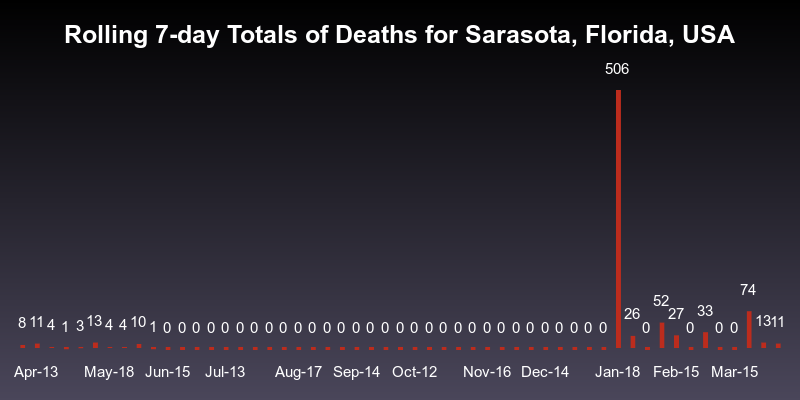 Rolling 7-day Totals of Deaths for Sarasota, Florida, USA
506
8 11 4 1 3 13 4 4 10 1 0 0 0 0 0 0 0 0 0 0 0 0 0 0 0 0 0 0 0 0 0 0 0 0 0 0 0 0 0 0 0 26 0 52 27 0 33 0 0 74 13 11
Apr-13 May-18 Jun-15 Jul-13 Aug-17 Sep-14 Oct-12 Nov-16 Dec-14 Jan-18 Feb-15 Mar-15